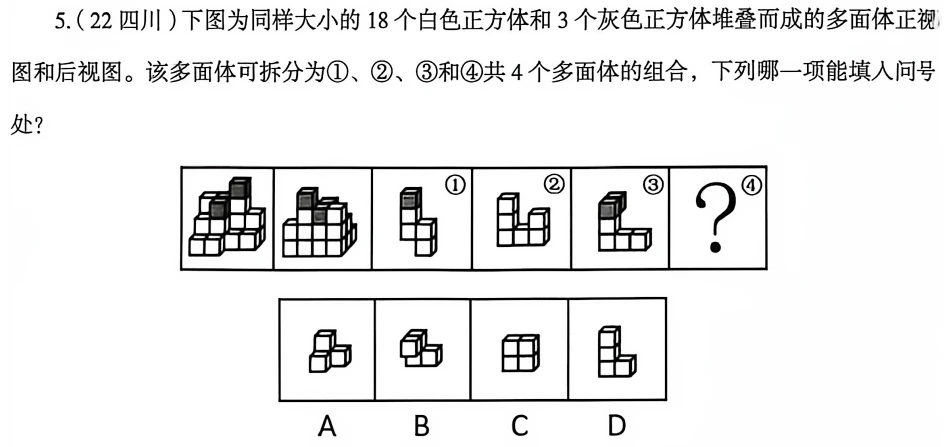 5.(22四川)下图为同样大小的18个白色正方体和3个灰色正方体堆叠而成的多面体正视
图和后视图。该多面体可拆分为①、②、③和④共4个多面体的组合，下列哪一项能填入问号
处?
① ② ③ ④
?
A B C D